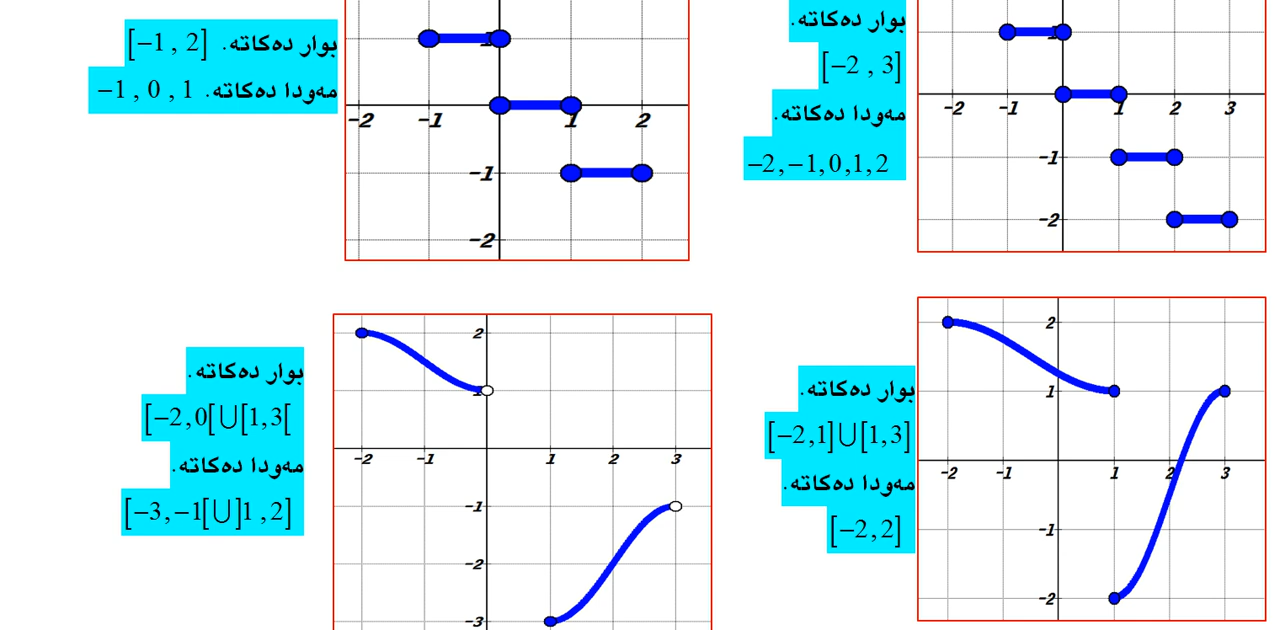 بوار دەکاتە.
[−2 , 3]
مەودا دەکاتە.
−2,−1,0,1,2
1
-2 -1 1 2 3
-1
-2
بوار دەکاتە. [−1 , 2]
مەودا دەکاتە. −1 , 0 , 1
1
-2 -1 1 2
-1
-2
بوار دەکاتە.
[−2,1]∪[1,3]
مەودا دەکاتە.
[−2,2]
2
1
-2 -1 1 2 3
-1
-2
بوار دەکاتە.
[−2,0[∪[1,3[
مەودا دەکاتە.
[−3,−1[∪]1 ,2]
2
1
-2 -1 1 2 3
-1
-2
-3